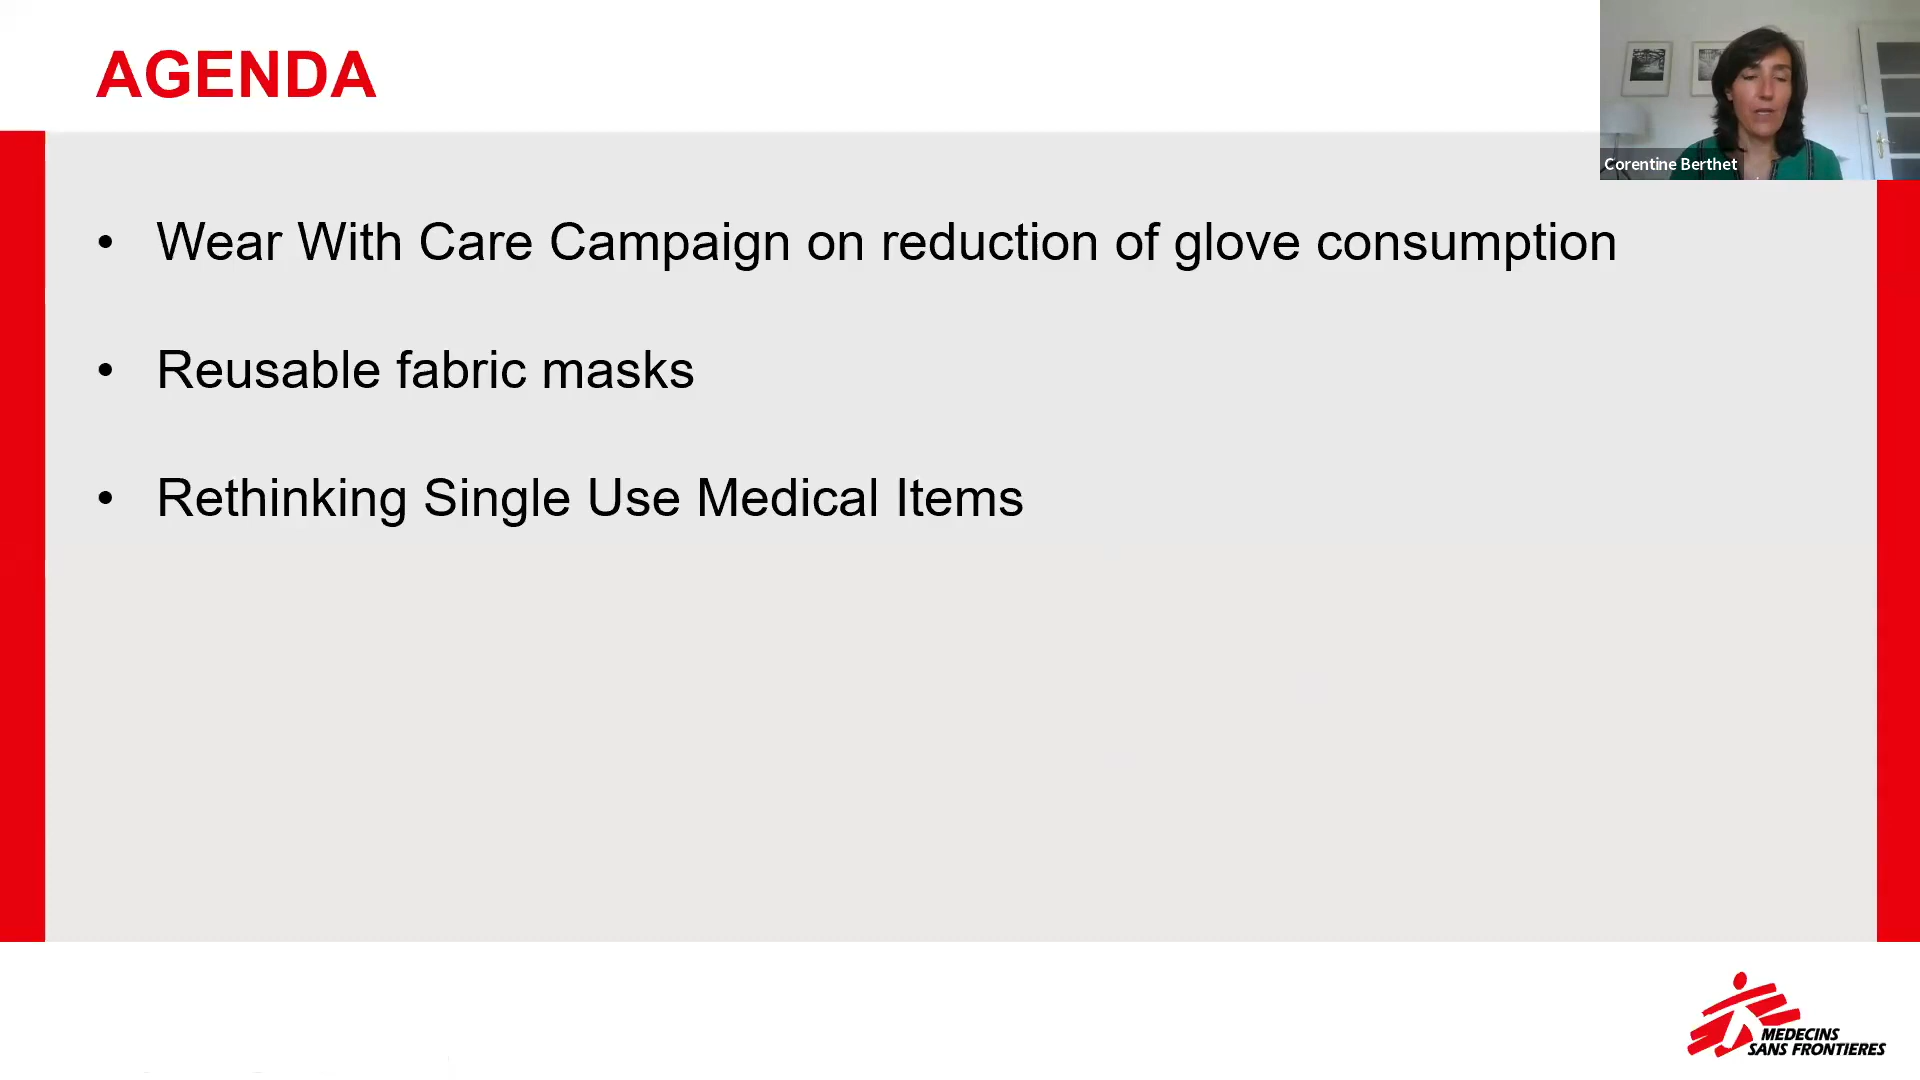 AGENDA
Corentine Berthet
• Wear With Care Campaign on reduction of glove consumption
• Reusable fabric masks
• Rethinking Single Use Medical Items
MEDECINS
SANS FRONTIERES